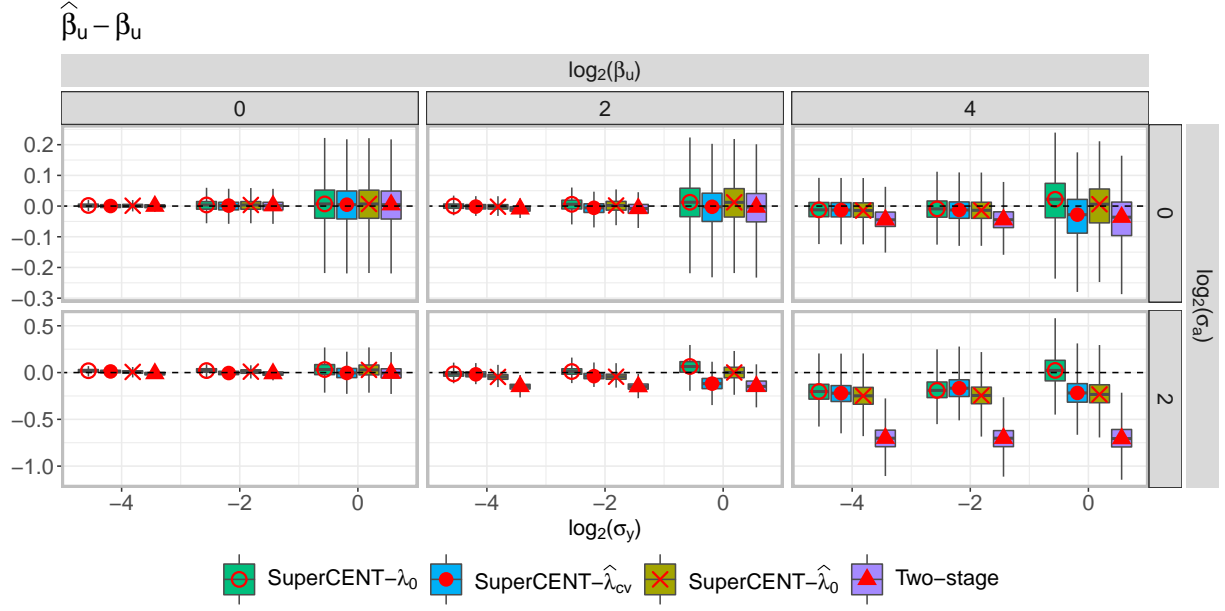 β̂ᵤ − βᵤ
log₂(βᵤ)
0 2 4
0.2
0.1
0.0
−0.1
−0.2
−0.3
0
0.5
0.0
−0.5
−1.0
2
log₂(σₐ)
−4 −2 0 −4 −2 0 −4 −2 0
log₂(σ_y)
SuperCENT−λ₀ SuperCENT−λ̂_cv SuperCENT−λ̂₀ Two−stage